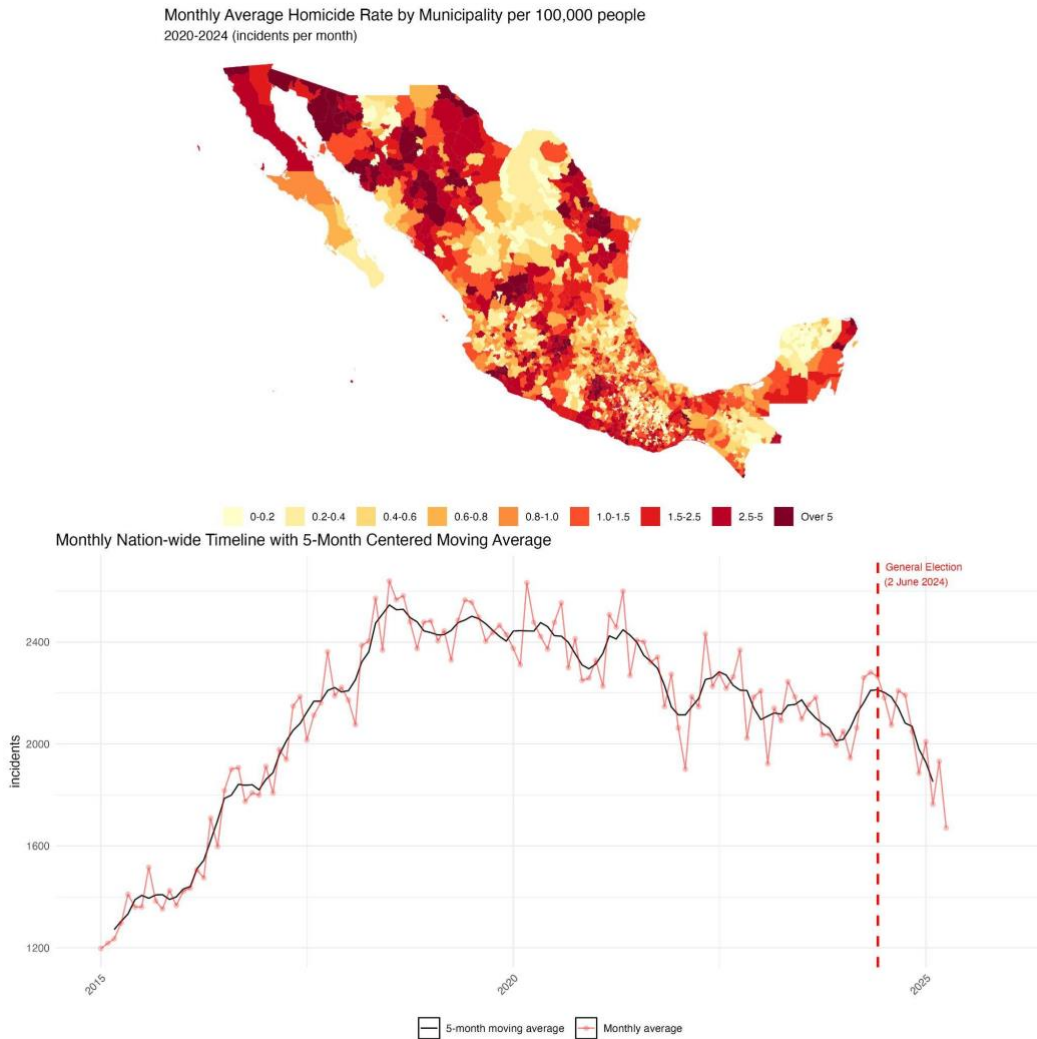 Monthly Average Homicide Rate by Municipality per 100,000 people
2020-2024 (incidents per month)
0-0.2 0.2-0.4 0.4-0.6 0.6-0.8 0.8-1.0 1.0-1.5 1.5-2.5 2.5-5 Over 5
Monthly Nation-wide Timeline with 5-Month Centered Moving Average
General Election
(2 June 2024)
2400
2000
1600
1200
incidents
2015 2020 2025
5-month moving average Monthly average